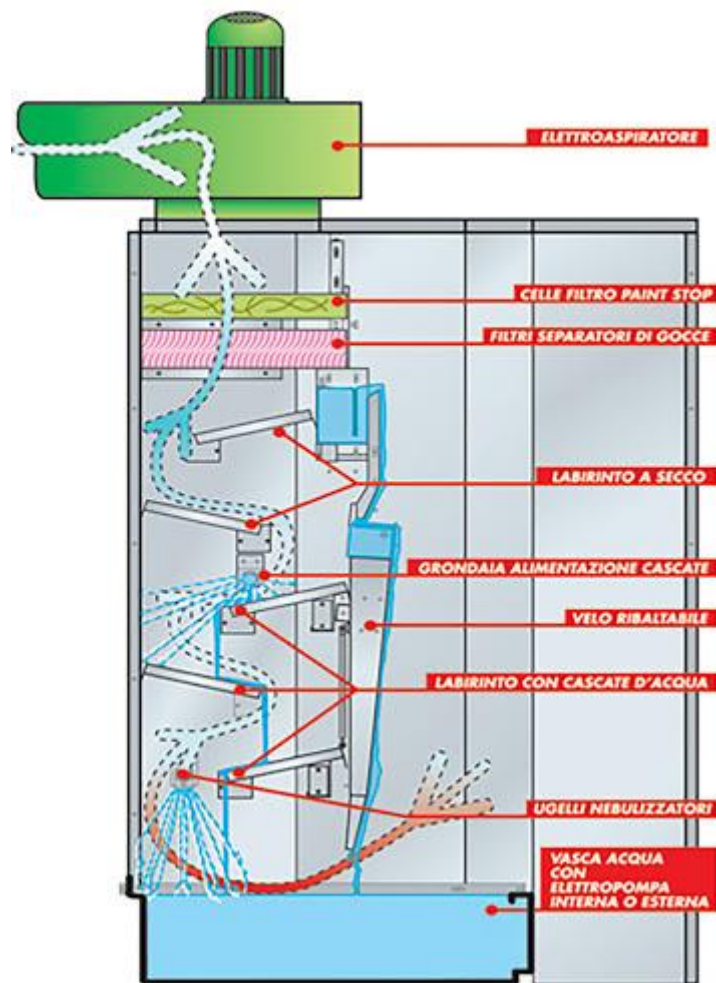 ELETTROASPIRATORE
CELLE FILTRO PAINT STOP
FILTRI SEPARATORI DI GOCCE
LABIRINTO A SECCO
GRONDAIA ALIMENTAZIONE CASCATE
VELO RIBALTABILE
LABIRINTO CON CASCATE D'ACQUA
UGELLI NEBULIZZATORI
VASCA ACQUA
CON
ELETTROPOMPA
INTERNA O ESTERNA